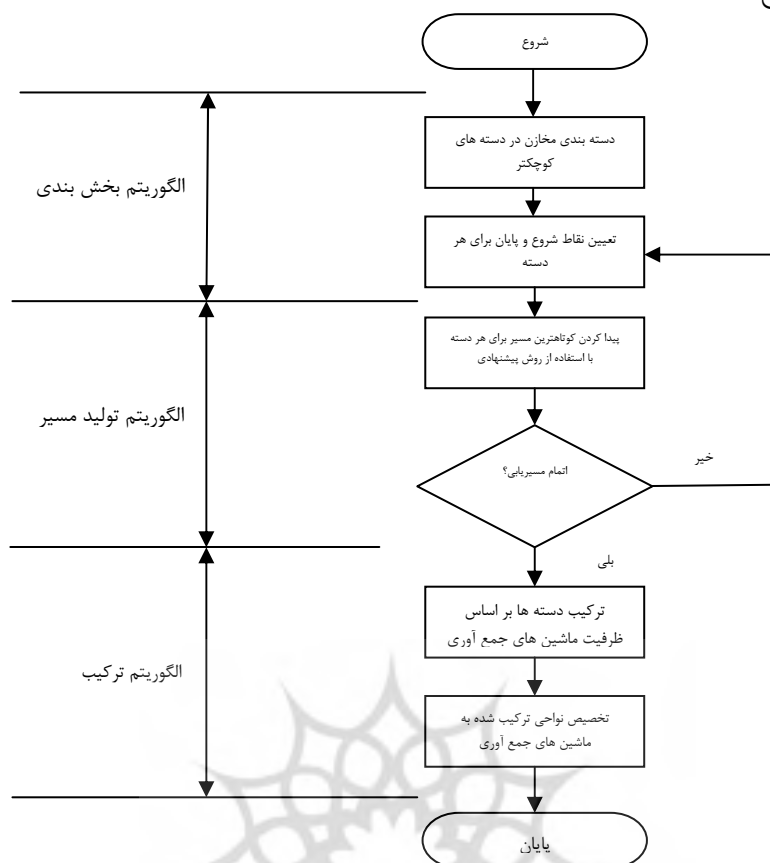 شروع
دسته بندی مخازن در دسته های
کوچکتر
الگوریتم بخش بندی
تعیین نقاط شروع و پایان برای هر
دسته
پیدا کردن کوتاهترین مسیر برای هر دسته
با استفاده از روش پیشنهادی
الگوریتم تولید مسیر
اتمام مسیریابی؟
خیر
بلی
ترکیب دسته ها بر اساس
ظرفیت ماشین های جمع آوری
الگوریتم ترکیب
تخصیص نواحی ترکیب شده به
ماشین های جمع آوری
پایان